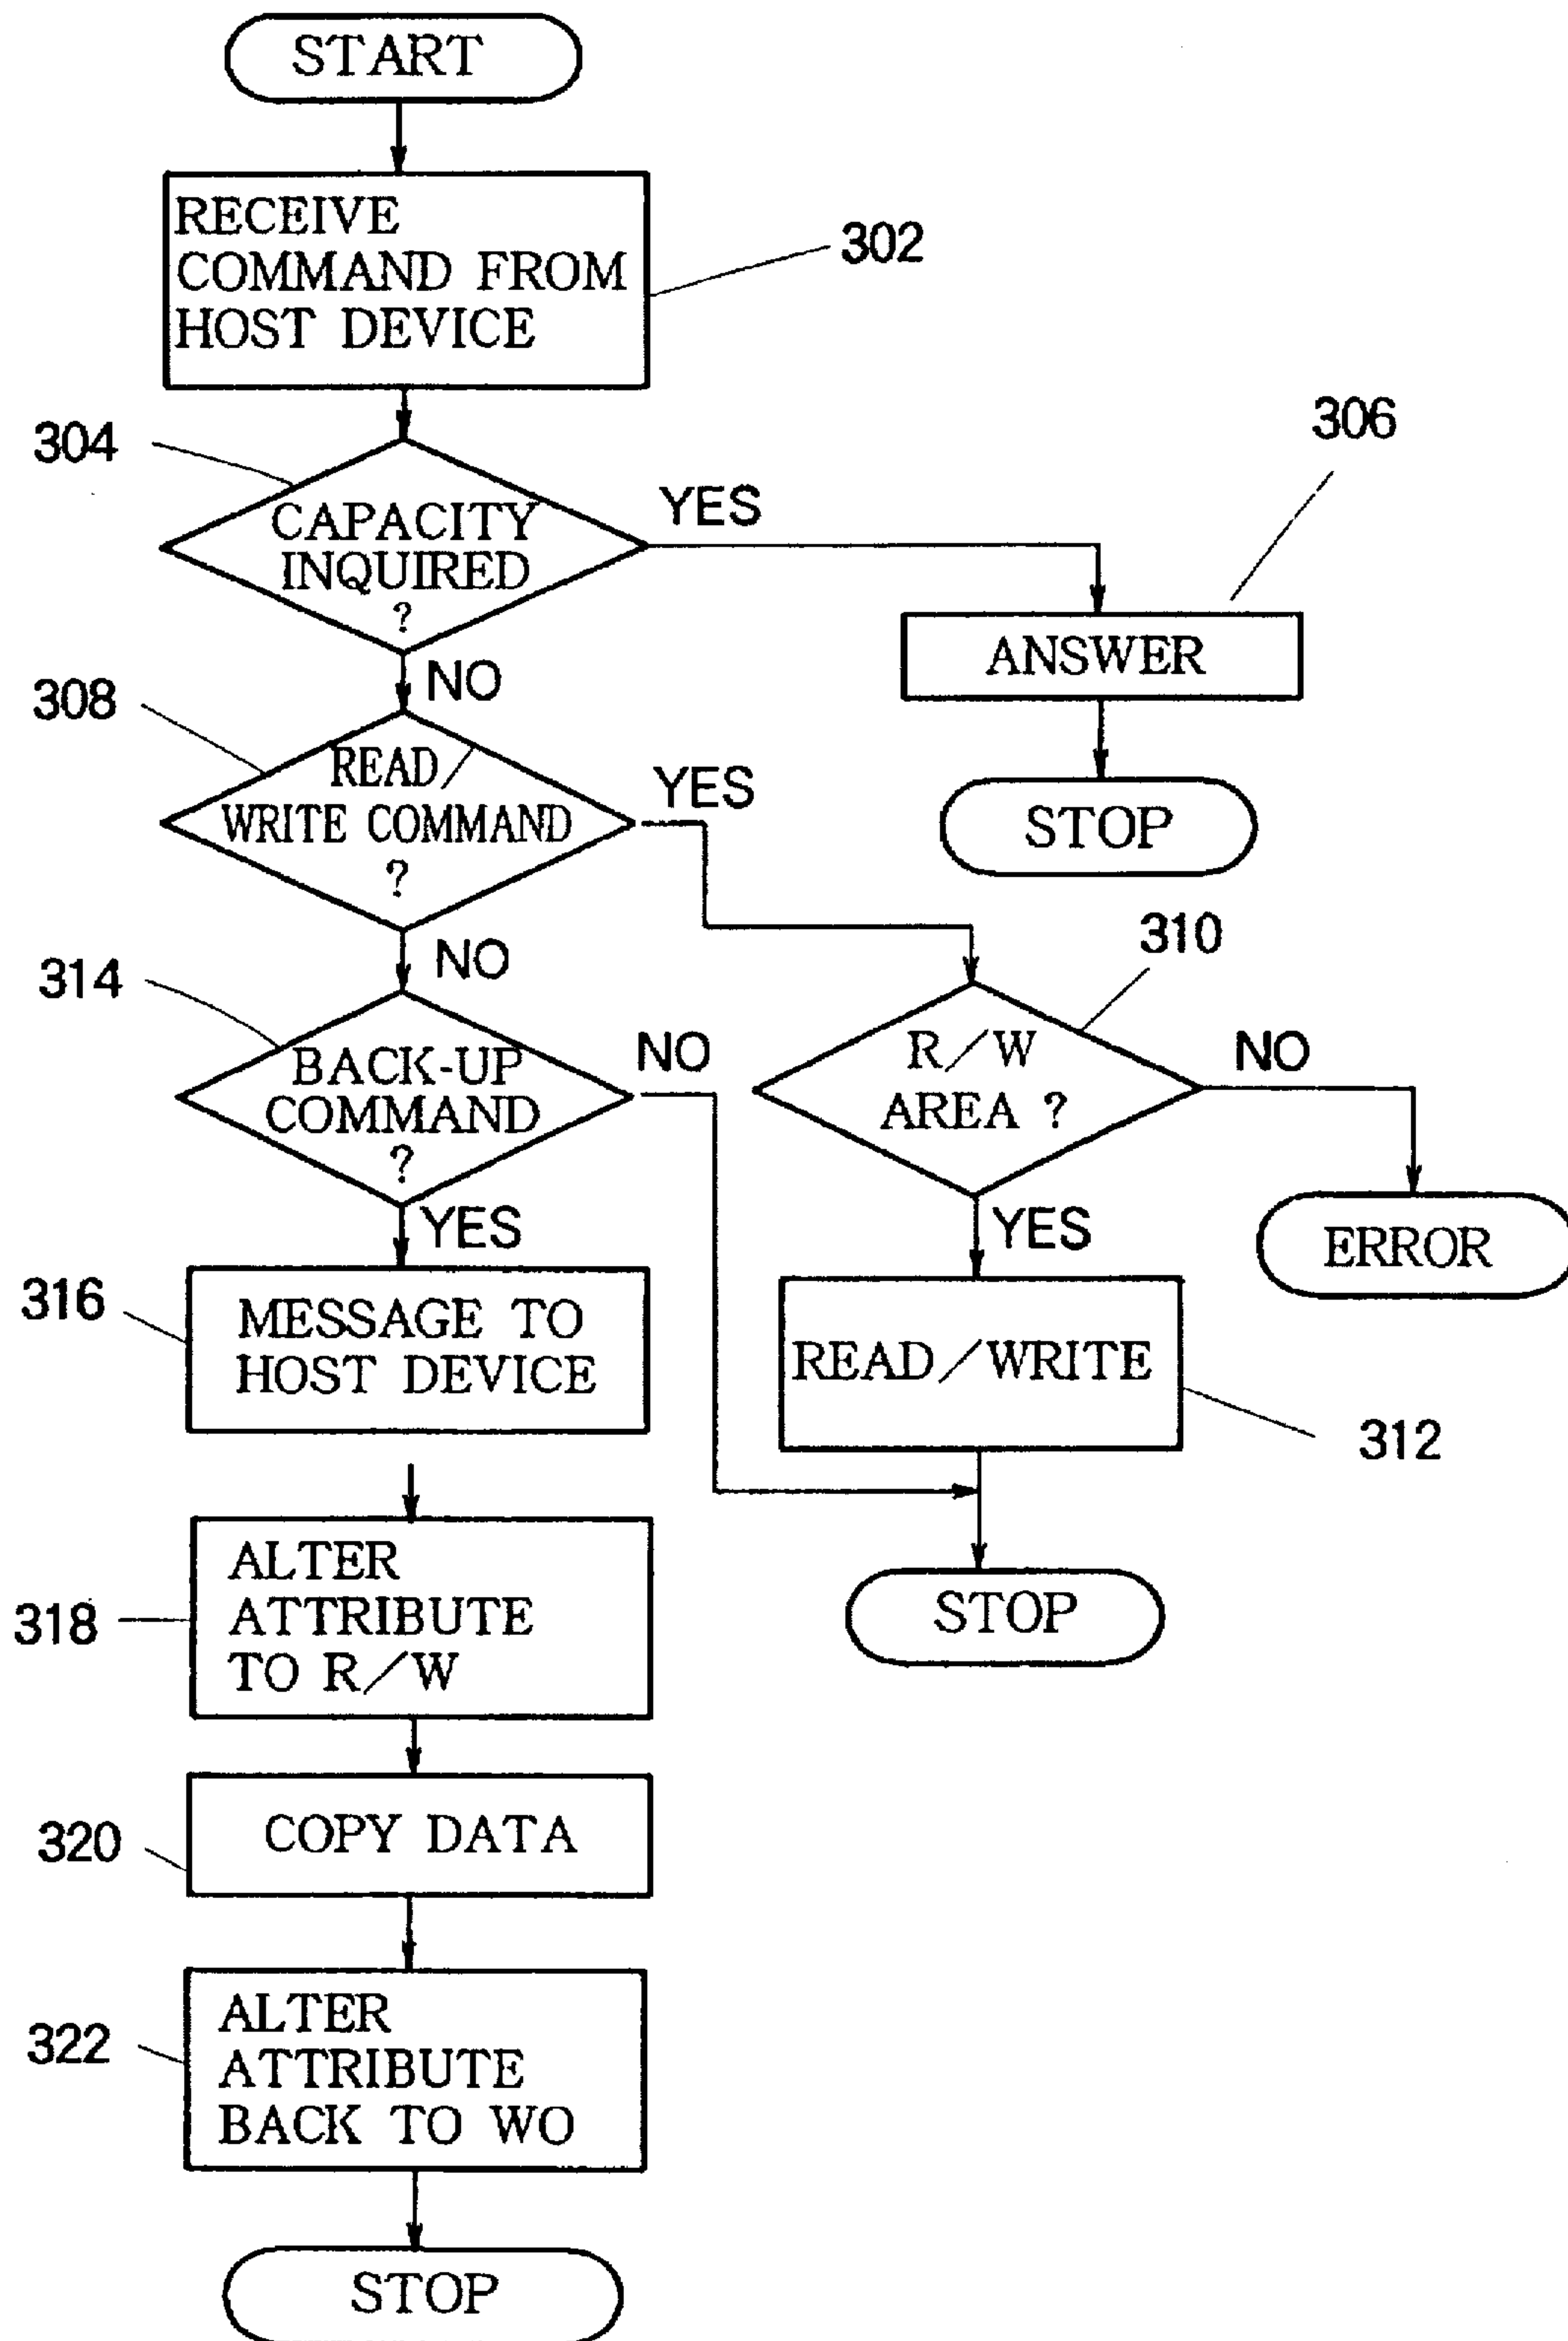 START
RECEIVE
COMMAND FROM
HOST DEVICE
302
304
CAPACITY
INQUIRED
?
YES
306
ANSWER
STOP
NO
308
READ/
WRITE COMMAND
?
YES
310
R/W
AREA ?
NO
ERROR
YES
READ/WRITE
312
STOP
NO
314
BACK-UP
COMMAND
?
NO
YES
316
MESSAGE TO
HOST DEVICE
318
ALTER
ATTRIBUTE
TO R/W
320
COPY DATA
322
ALTER
ATTRIBUTE
BACK TO WO
STOP